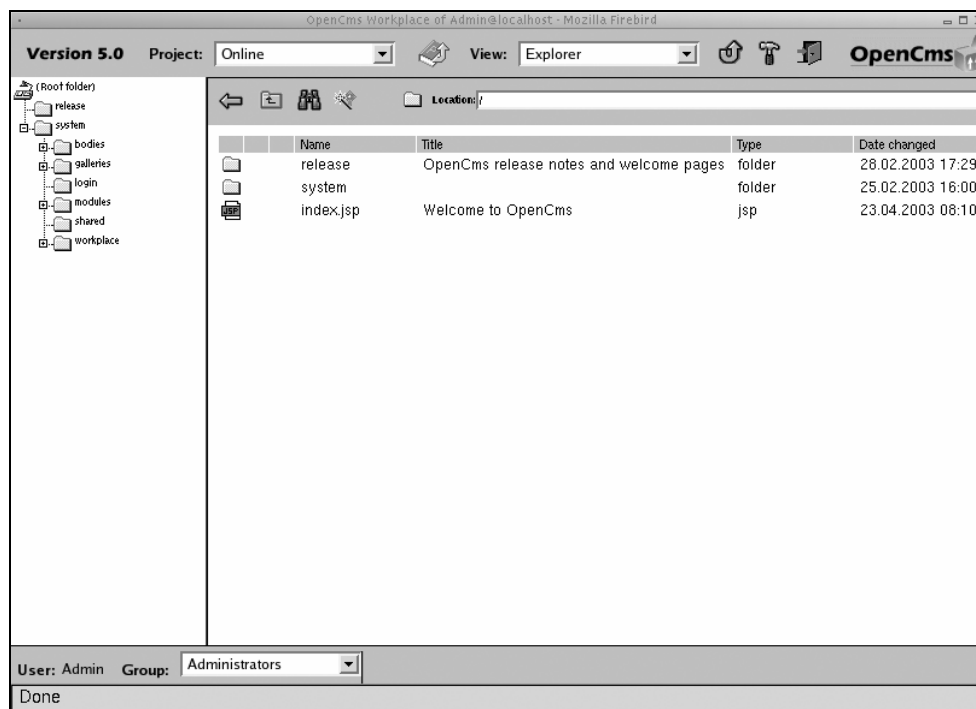 OpenCms Workplace of Admin@localhost - Mozilla Firebird
Version 5.0 Project: Online View: Explorer OpenCms
(Root folder)
release
system
bodies
galleries
login
modules
shared
workplace
Location: /
Name Title Type Date changed
release OpenCms release notes and welcome pages folder 28.02.2003 17:29
system folder 25.02.2003 16:00
JSP index.jsp Welcome to OpenCms jsp 23.04.2003 08:10
User: Admin Group: Administrators
Done